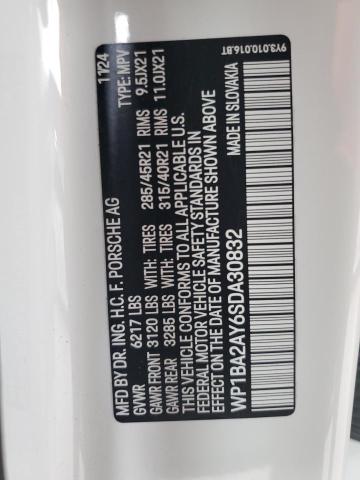 MFD BY DR. ING. H.C. F. PORSCHE AG 11/24
GVWR 6217 LBS TYPE: MPV
GAWR FRONT 3120 LBS WITH: TIRES 285/45R21 RIMS 9.5JX21
GAWR REAR 3285 LBS WITH: TIRES 315/40R21 RIMS 11.0JX21
THIS VEHICLE CONFORMS TO ALL APPLICABLE U.S.
FEDERAL MOTOR VEHICLE SAFETY STANDARDS IN
EFFECT ON THE DATE OF MANUFACTURE SHOWN ABOVE
WP1BA2AY6SDA30832
MADE IN SLOVAKIA
9Y3.010.016.BT